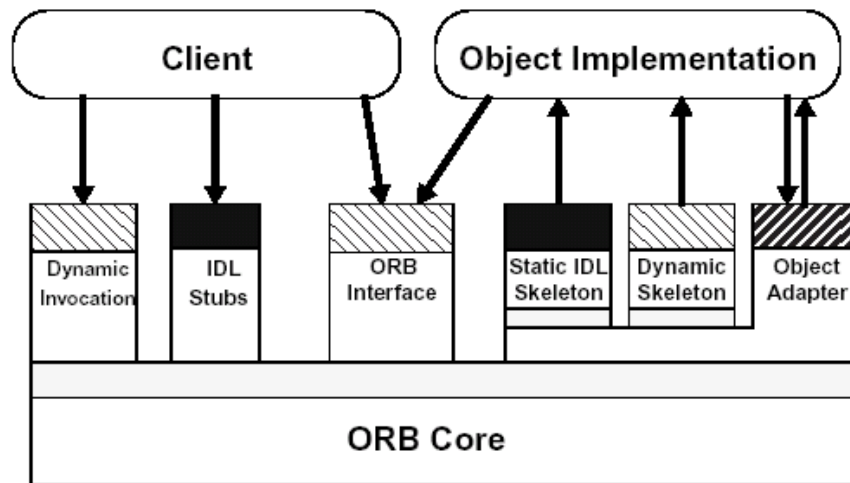 Client
Object Implementation
Dynamic
Invocation
IDL
Stubs
ORB
Interface
Static IDL
Skeleton
Dynamic
Skeleton
Object
Adapter
ORB Core